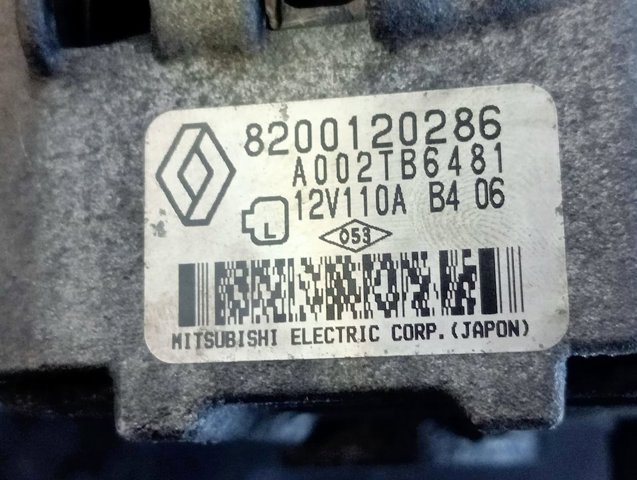 8200120286
A002TB6481
12V110A B4 06
L
053
MITSUBISHI ELECTRIC CORP.(JAPON)